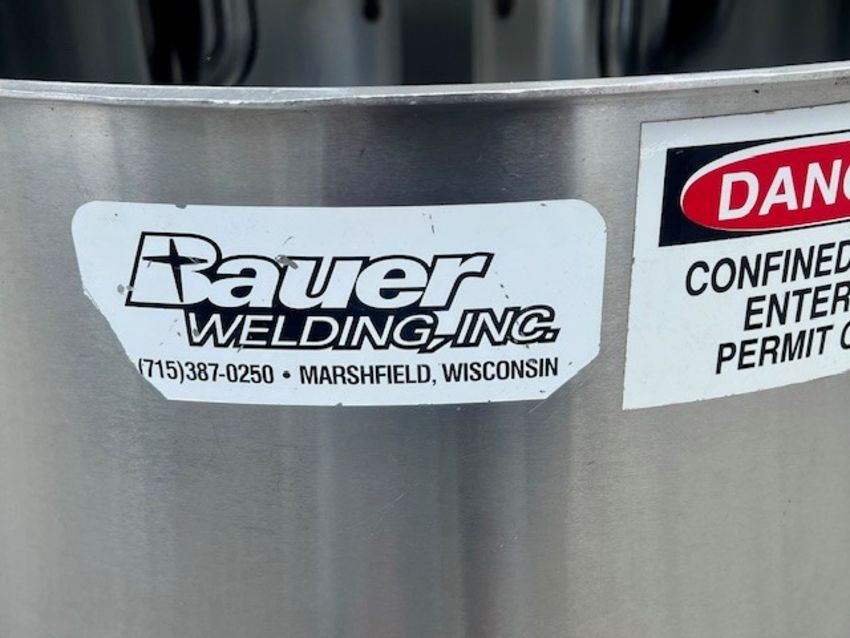 Bauer
WELDING, INC.
(715)387-0250 • MARSHFIELD, WISCONSIN
DANG
CONFINED
ENTER
PERMIT O